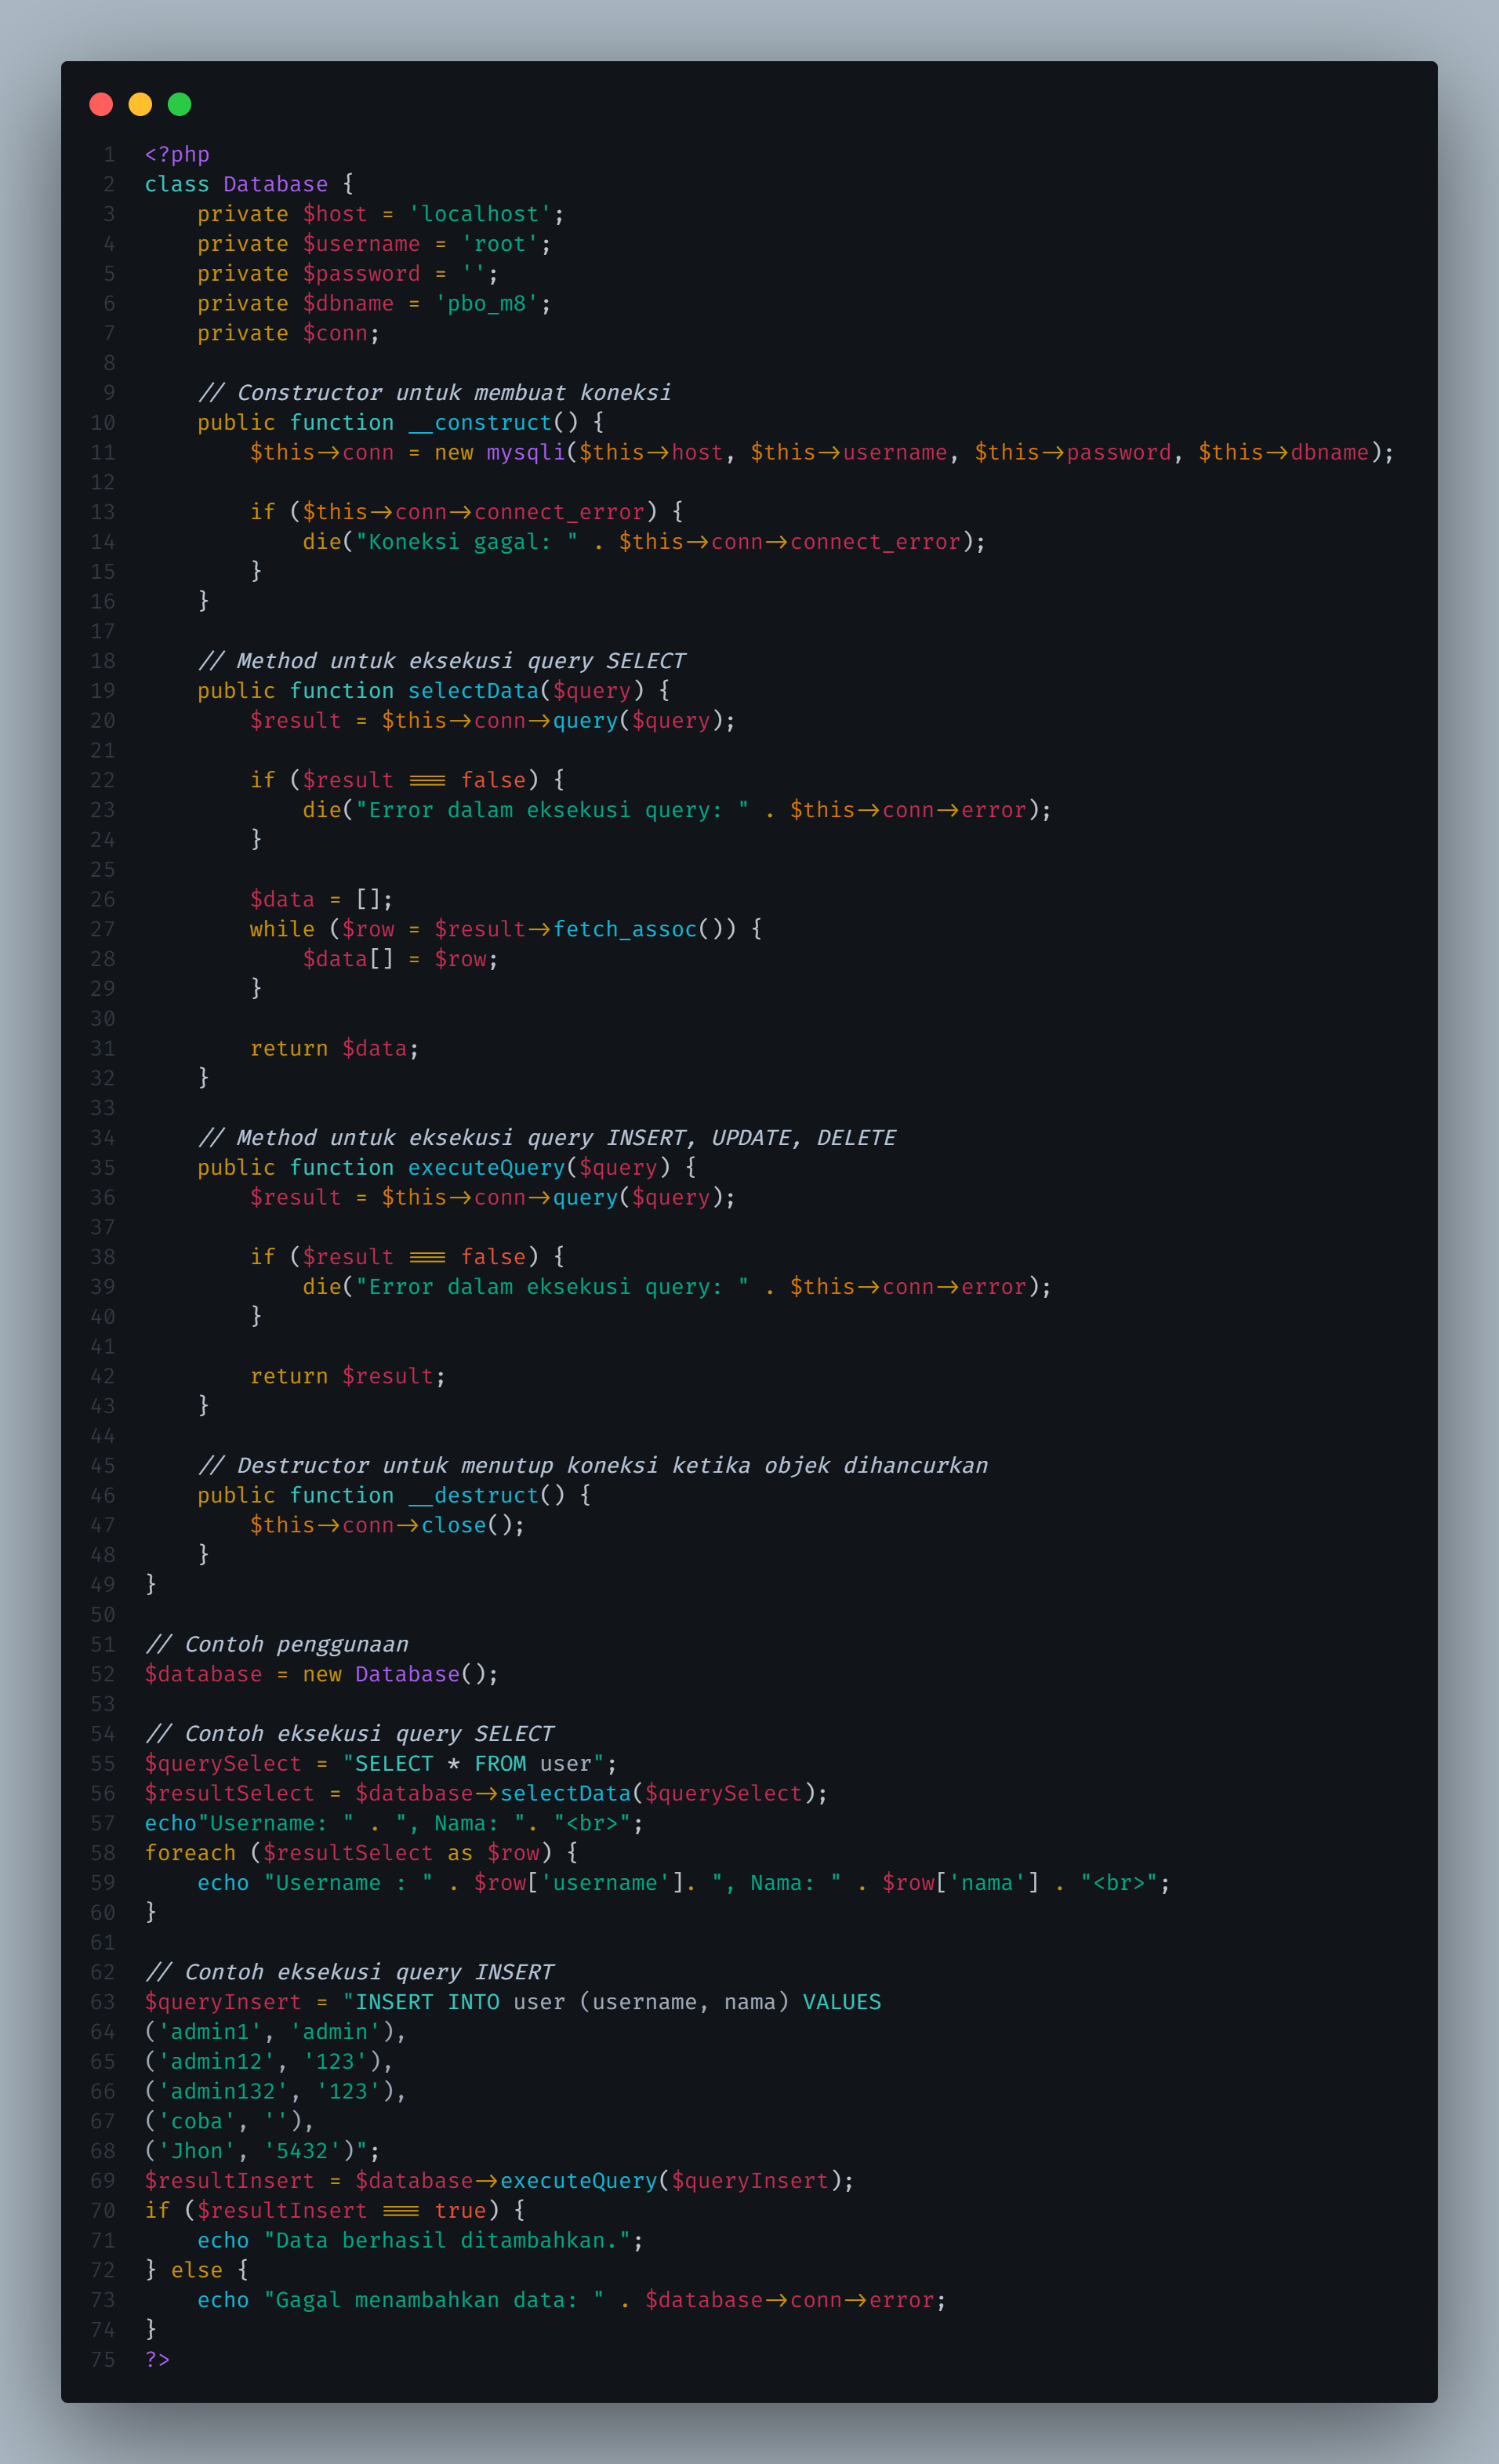 1 <?php
2 class Database {
3     private $host = 'localhost';
4     private $username = 'root';
5     private $password = '';
6     private $dbname = 'pbo_m8';
7     private $conn;
8
9     // Constructor untuk membuat koneksi
10     public function __construct() {
11         $this->conn = new mysqli($this->host, $this->username, $this->password, $this->dbname);
12
13         if ($this->conn->connect_error) {
14             die("Koneksi gagal: " . $this->conn->connect_error);
15         }
16     }
17
18     // Method untuk eksekusi query SELECT
19     public function selectData($query) {
20         $result = $this->conn->query($query);
21
22         if ($result === false) {
23             die("Error dalam eksekusi query: " . $this->conn->error);
24         }
25
26         $data = [];
27         while ($row = $result->fetch_assoc()) {
28             $data[] = $row;
29         }
30
31         return $data;
32     }
33
34     // Method untuk eksekusi query INSERT, UPDATE, DELETE
35     public function executeQuery($query) {
36         $result = $this->conn->query($query);
37
38         if ($result === false) {
39             die("Error dalam eksekusi query: " . $this->conn->error);
40         }
41
42         return $result;
43     }
44
45     // Destructor untuk menutup koneksi ketika objek dihancurkan
46     public function __destruct() {
47         $this->conn->close();
48     }
49 }
50
51 // Contoh penggunaan
52 $database = new Database();
53
54 // Contoh eksekusi query SELECT
55 $querySelect = "SELECT * FROM user";
56 $resultSelect = $database->selectData($querySelect);
57 echo"Username: " . ", Nama: ". "<br>";
58 foreach ($resultSelect as $row) {
59     echo "Username : " . $row['username']. ", Nama: " . $row['nama'] . "<br>";
60 }
61
62 // Contoh eksekusi query INSERT
63 $queryInsert = "INSERT INTO user (username, nama) VALUES
64 ('admin1', 'admin'),
65 ('admin12', '123'),
66 ('admin132', '123'),
67 ('coba', ''),
68 ('Jhon', '5432')";
69 $resultInsert = $database->executeQuery($queryInsert);
70 if ($resultInsert === true) {
71     echo "Data berhasil ditambahkan.";
72 } else {
73     echo "Gagal menambahkan data: " . $database->conn->error;
74 }
75 ?>